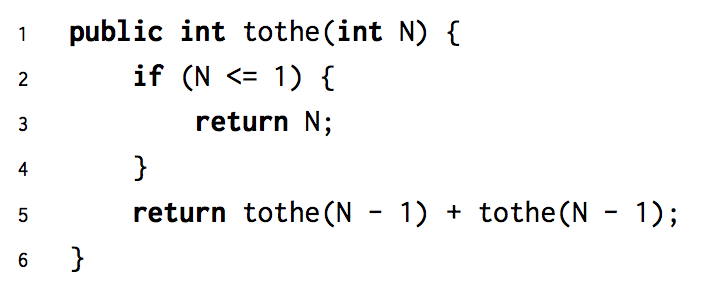 1 public int tothe(int N) {
2 if (N <= 1) {
3 return N;
4 }
5 return tothe(N - 1) + tothe(N - 1);
6 }